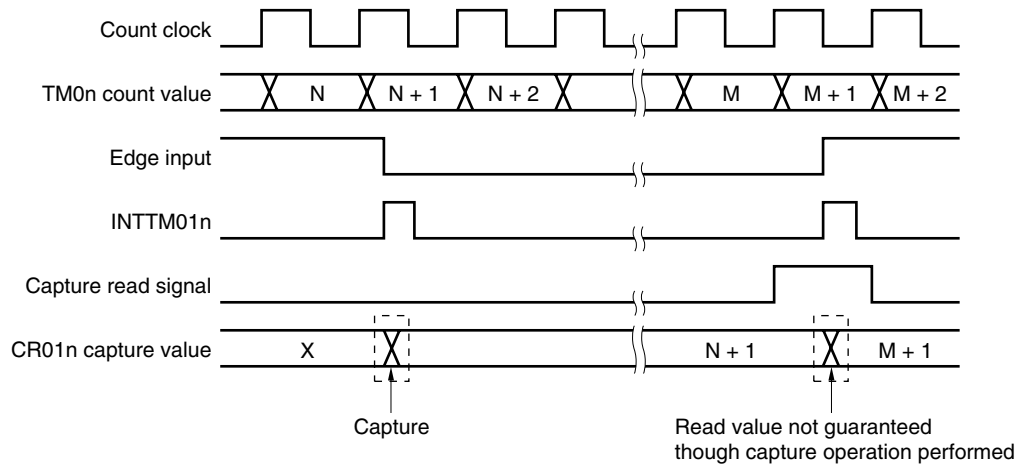 Count clock
TM0n count value
N
N + 1
N + 2
M
M + 1
M + 2
Edge input
INTTM01n
Capture read signal
CR01n capture value
X
N + 1
M + 1
Capture
Read value not guaranteed
though capture operation performed